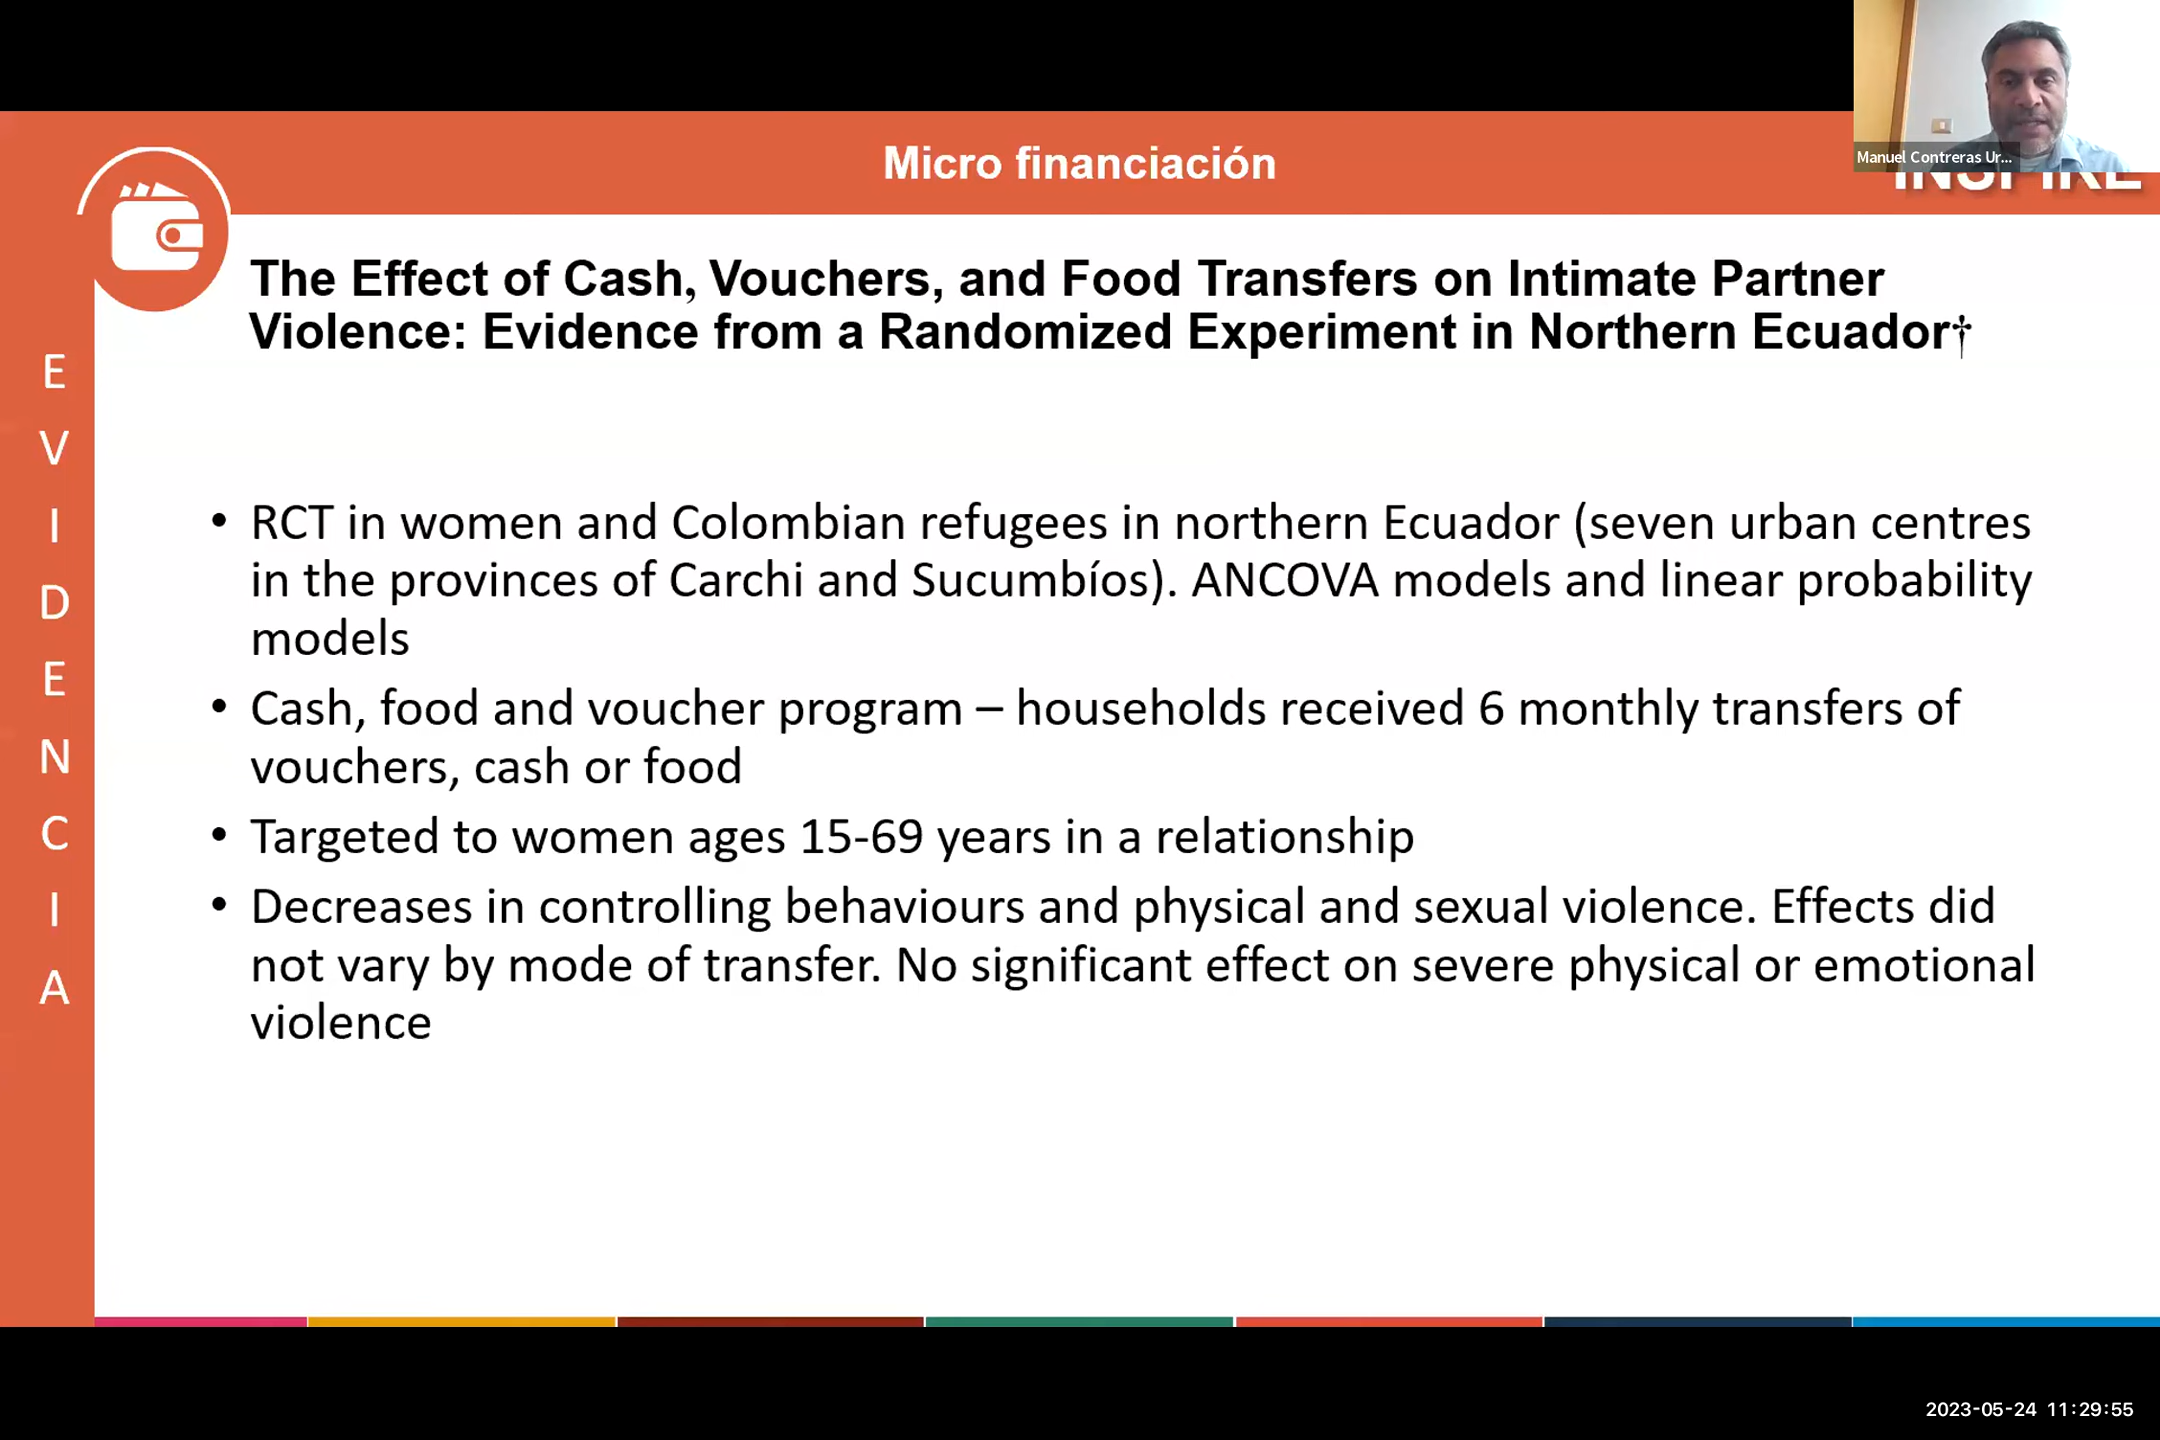 Manuel Contreras Ur...
Micro financiación
INSPIRE
The Effect of Cash, Vouchers, and Food Transfers on Intimate Partner
Violence: Evidence from a Randomized Experiment in Northern Ecuador†
E
V
I
D
E
N
C
I
A
• RCT in women and Colombian refugees in northern Ecuador (seven urban centres
in the provinces of Carchi and Sucumbíos). ANCOVA models and linear probability
models
• Cash, food and voucher program – households received 6 monthly transfers of
vouchers, cash or food
• Targeted to women ages 15-69 years in a relationship
• Decreases in controlling behaviours and physical and sexual violence. Effects did
not vary by mode of transfer. No significant effect on severe physical or emotional
violence
2023-05-24 11:29:55